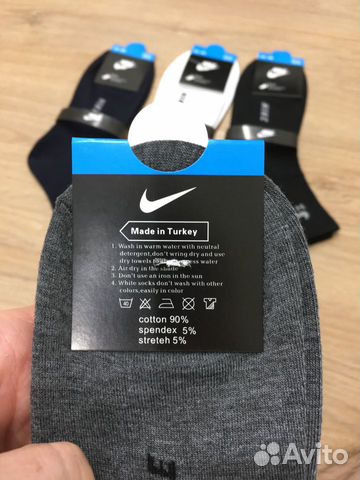 Made in Turkey
1. Wash in warm water with neutral
detergent,don't wring dry and use
dry towels water
2. Air dry in the shade
3. Don't use an iron in the sun
4. White socks don't wash with other
colors,easily in color
cotton 90%
spendex 5%
streteh 5%
E
Avito